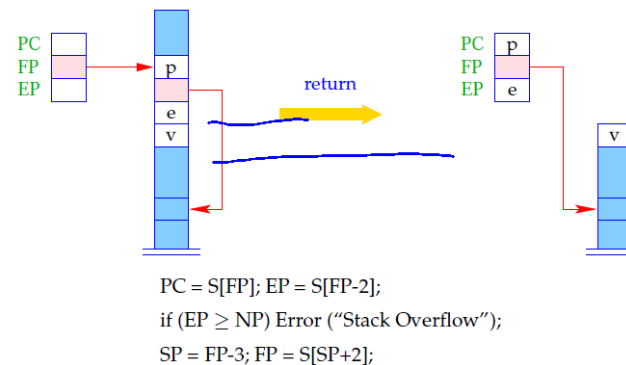 PC
FP
EP
p
e
v
return
PC
FP
EP
p
e
v
PC = S[FP]; EP = S[FP-2];
if (EP ≥ NP) Error (“Stack Overflow”);
SP = FP-3; FP = S[SP+2];